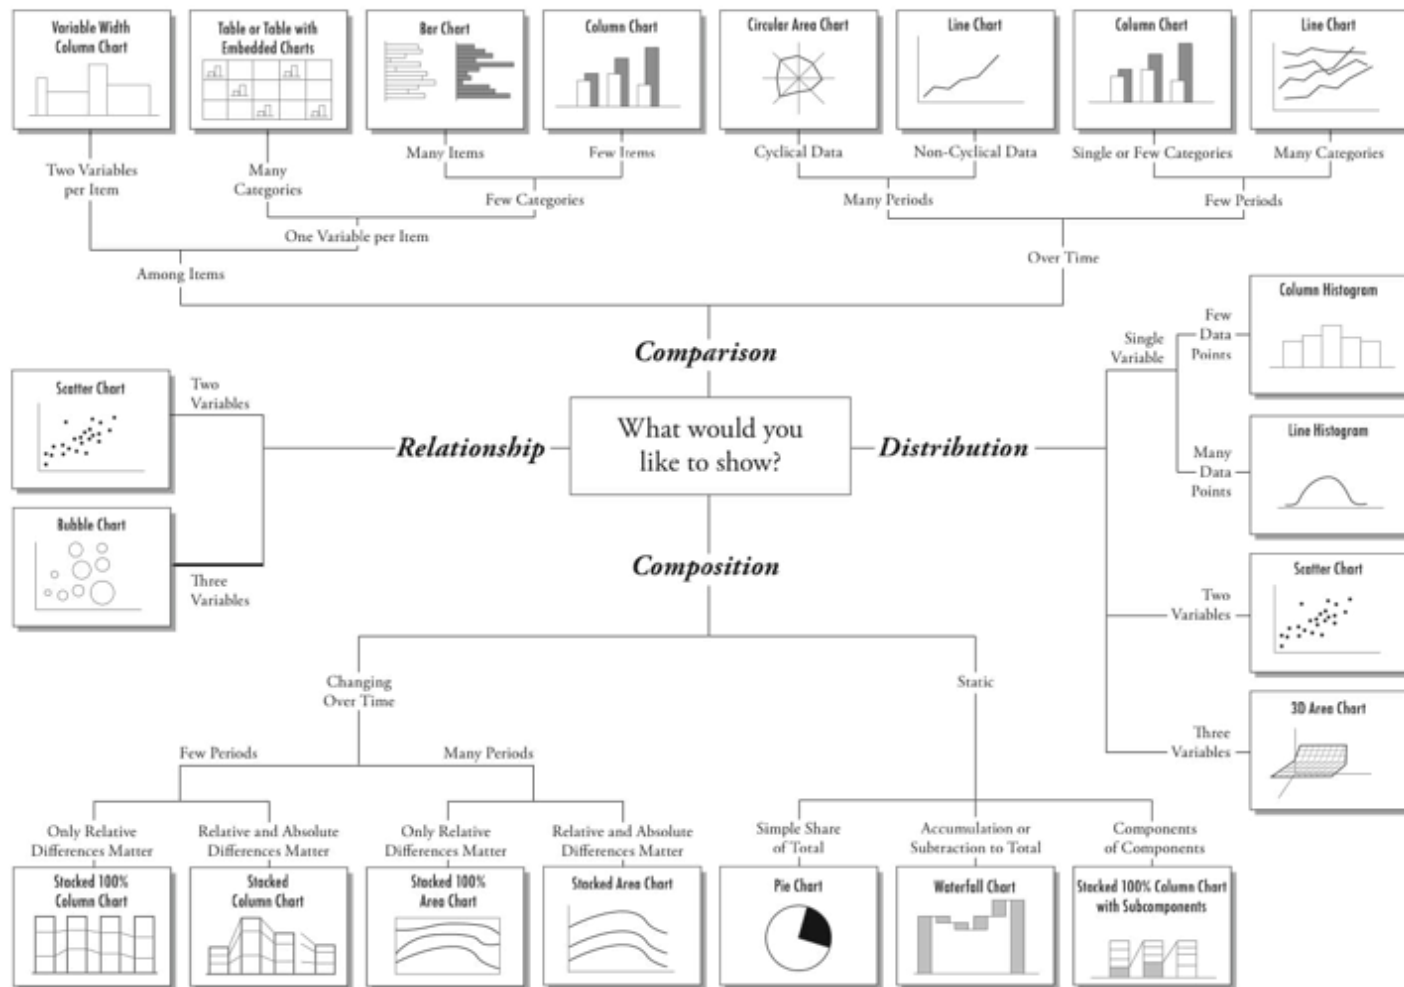 Variable Width
Column Chart
Table or Table with
Embedded Charts
Bar Chart
Column Chart
Circular Area Chart
Line Chart
Column Chart
Line Chart
Two Variables
per Item
Many
Categories
Many Items
Few Items
Cyclical Data
Non-Cyclical Data
Single or Few Categories
Many Categories
Few Categories
Many Periods
Few Periods
One Variable per Item
Among Items
Over Time
Comparison
What would you
like to show?
Relationship
Two
Variables
Scatter Chart
Three
Variables
Bubble Chart
Distribution
Single
Variable
Few
Data
Points
Column Histogram
Many
Data
Points
Line Histogram
Two
Variables
Scatter Chart
Three
Variables
3D Area Chart
Composition
Changing
Over Time
Static
Few Periods
Many Periods
Only Relative
Differences Matter
Relative and Absolute
Differences Matter
Only Relative
Differences Matter
Relative and Absolute
Differences Matter
Simple Share
of Total
Accumulation or
Subtraction to Total
Components
of Components
Stacked 100%
Column Chart
Stacked
Column Chart
Stacked 100%
Area Chart
Stacked Area Chart
Pie Chart
Waterfall Chart
Stacked 100% Column Chart
with Subcomponents